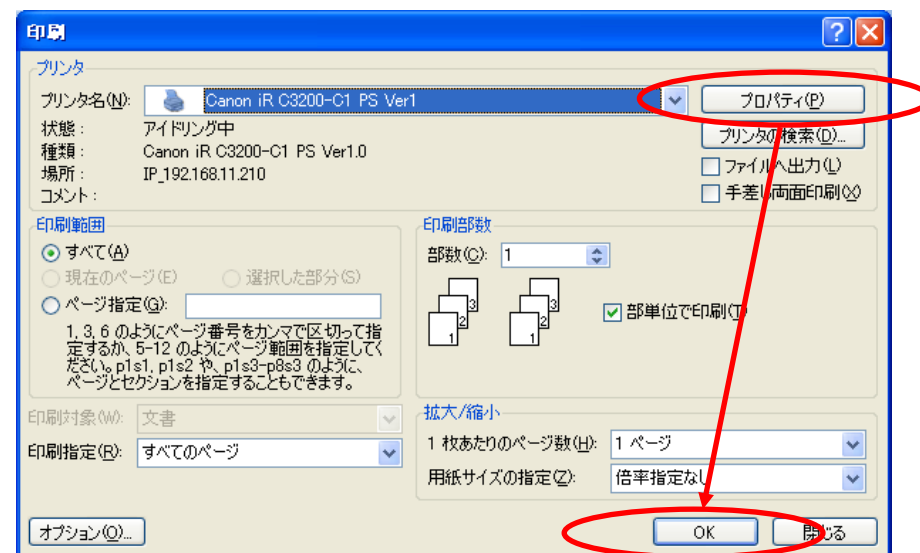 印刷
プリンタ
プリンタ名(N): Canon iR C3200-C1 PS Ver1 プロパティ(P)
状態： アイドリング中 プリンタの検索(D)...
種類： Canon iR C3200-C1 PS Ver1.0
場所： IP_192.168.11.210 ファイルへ出力(L)
コメント： 手差し両面印刷(X)
印刷範囲 印刷部数
すべて(A) 部数(C): 1
現在のページ(E) 選択した部分(S)
ページ指定(G): 部単位で印刷(T)
1, 3, 6 のようにページ番号をカンマで区切って指
定するか、5-12 のようにページ範囲を指定してく
ださい。p1s1, p1s2 や、p1s3-p8s3 のように、
ページとセクションを指定することもできます。
1
2
3
1
2
3
印刷対象(W): 文書 拡大/縮小
印刷指定(R): すべてのページ 1 枚あたりのページ数(H): 1 ページ
用紙サイズの指定(Z): 倍率指定なし
オプション(O)... OK 閉じる